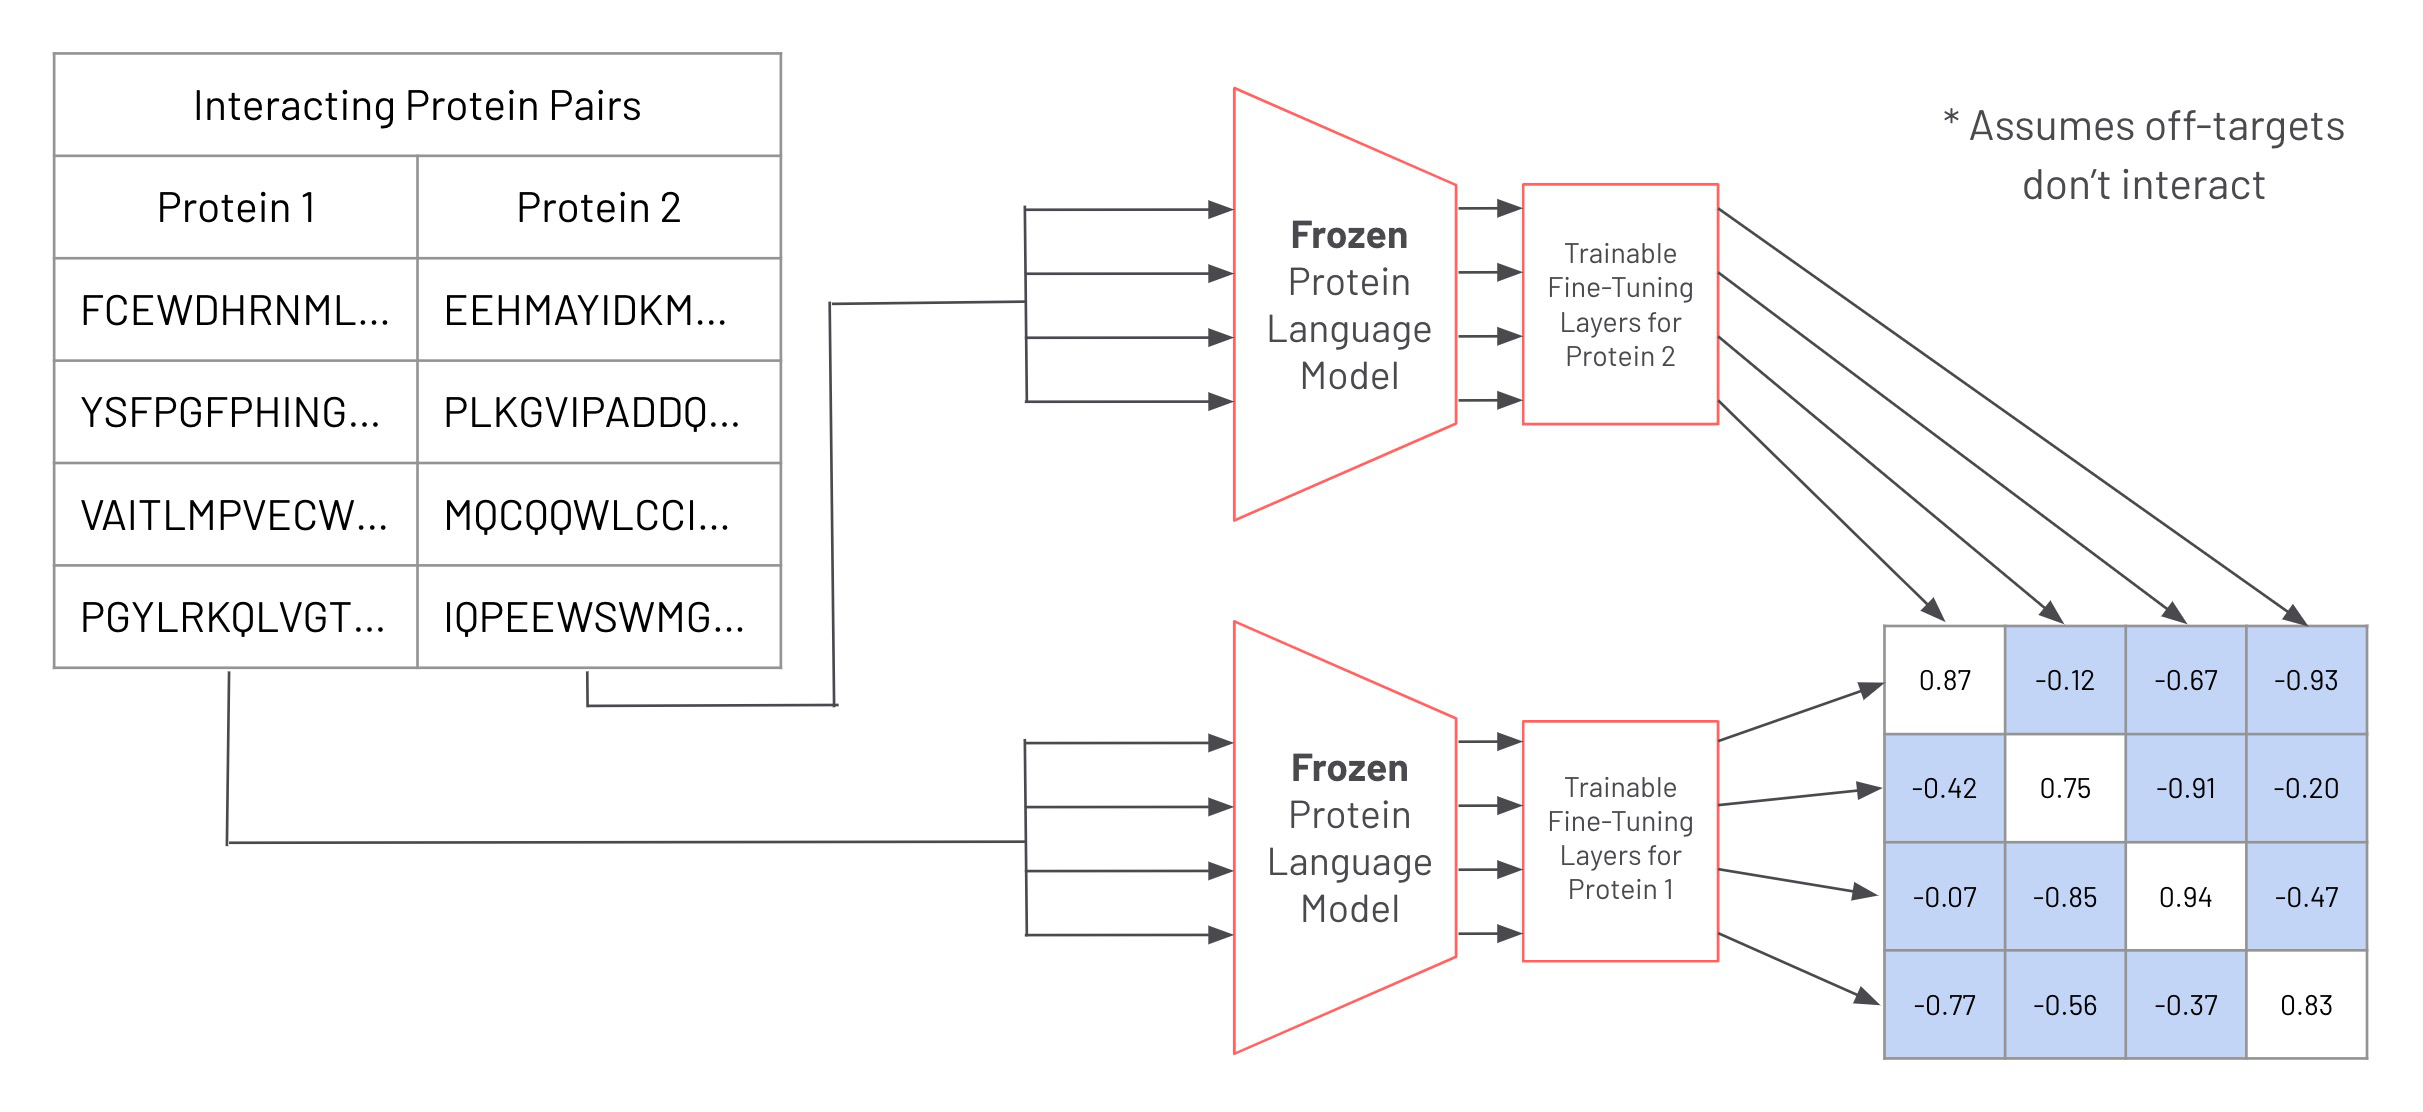 Interacting Protein Pairs
Protein 1 Protein 2
FCEWDHRNML... EEHMAYIDKM...
YSFPGFPHING... PLKGVIPADDQ...
VAITLMPVECW... MQCQQWLCCI...
PGYLRKQLVGT... IQPEEWSWMG...
Frozen
Protein
Language
Model
Trainable
Fine-Tuning
Layers for
Protein 2
* Assumes off-targets
don't interact
Frozen
Protein
Language
Model
Trainable
Fine-Tuning
Layers for
Protein 1
0.87 -0.12 -0.67 -0.93
-0.42 0.75 -0.91 -0.20
-0.07 -0.85 0.94 -0.47
-0.77 -0.56 -0.37 0.83